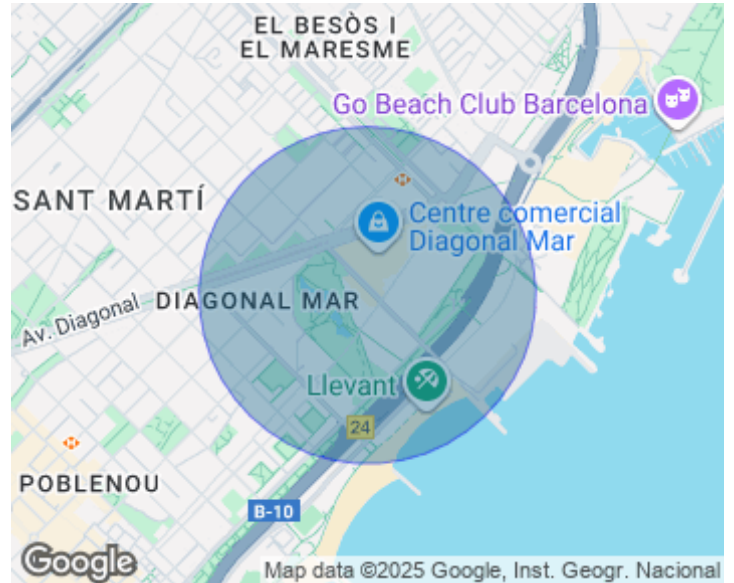 EL BESÒS I
EL MARESME
Go Beach Club Barcelona
SANT MARTÍ
Centre comercial
Diagonal Mar
DIAGONAL MAR
Av. Diagonal
Llevant
24
POBLENOU
B-10
Google
Map data ©2025 Google, Inst. Geogr. Nacional